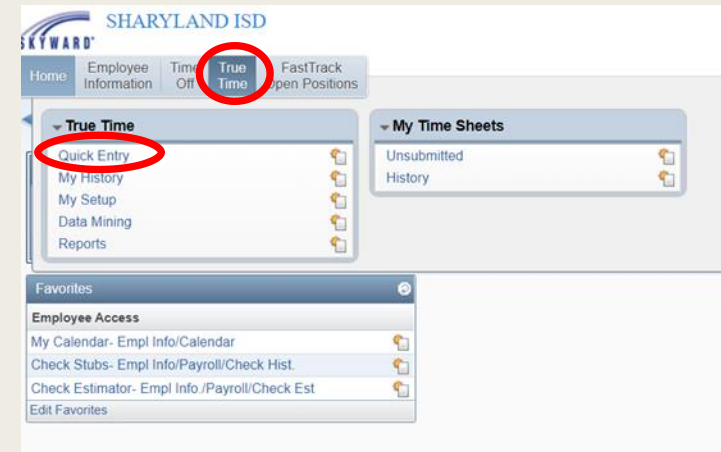 SHARYLAND ISD
SKYWARD
Home
Employee Information
Time Off
True Time
FastTrack Open Positions
True Time
Quick Entry
My History
My Setup
Data Mining
Reports
My Time Sheets
Unsubmitted
History
Favorites
Employee Access
My Calendar- Empl Info/Calendar
Check Stubs- Empl Info/Payroll/Check Hist.
Check Estimator- Empl Info./Payroll/Check Est
Edit Favorites